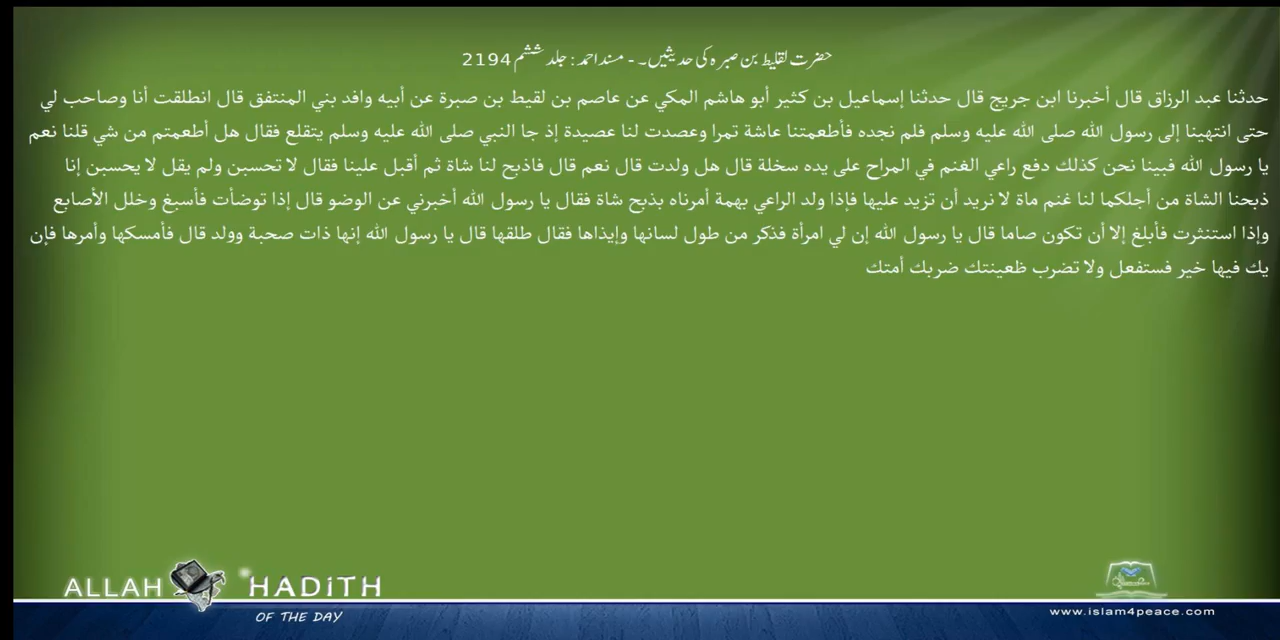 حضرت لقلیط بن صبرہ کی حدیثیں۔ - مسند احمد : جلد ششم 2194
حدثنا عبد الرزاق قال أخبرنا ابن جريج قال حدثنا إسماعيل بن كثير أبو هاشم المكي عن عاصم بن لقيط بن صبرة عن أبيه وافد بني المنتفق قال انطلقت أنا وصاحب لي
حتى انتهينا إلى رسول الله صلى الله عليه وسلم فلم نجده فأطعمتنا عاشة تمرا وعصدت لنا عصيدة إذ جا النبي صلى الله عليه وسلم يتقلع فقال هل أطعمتم من شي قلنا نعم
يا رسول الله فبينا نحن كذلك دفع راعي الغنم في المراح على يده سخلة قال هل ولدت قال نعم قال فاذبح لنا شاة ثم أقبل علينا فقال لا تحسبن ولم يقل لا يحسبن إنا
ذبحنا الشاة من أجلكما لنا غنم ماة لا نريد أن تزيد عليها فإذا ولد الراعي بهمة أمرناه بذبح شاة فقال يا رسول الله أخبرني عن الوضو قال إذا توضأت فأسبغ وخلل الأصابع
وإذا استنثرت فأبلغ إلا أن تكون صاما قال يا رسول الله إن لي امرأة فذكر من طول لسانها وإيذاها فقال طلقها قال يا رسول الله إنها ذات صحبة وولد قال فأمسكها وأمرها فإن
يك فيها خير فستفعل ولا تضرب ظعينتك ضربك أمتك
ALLAH HADITH
OF THE DAY
www.islam4peace.com